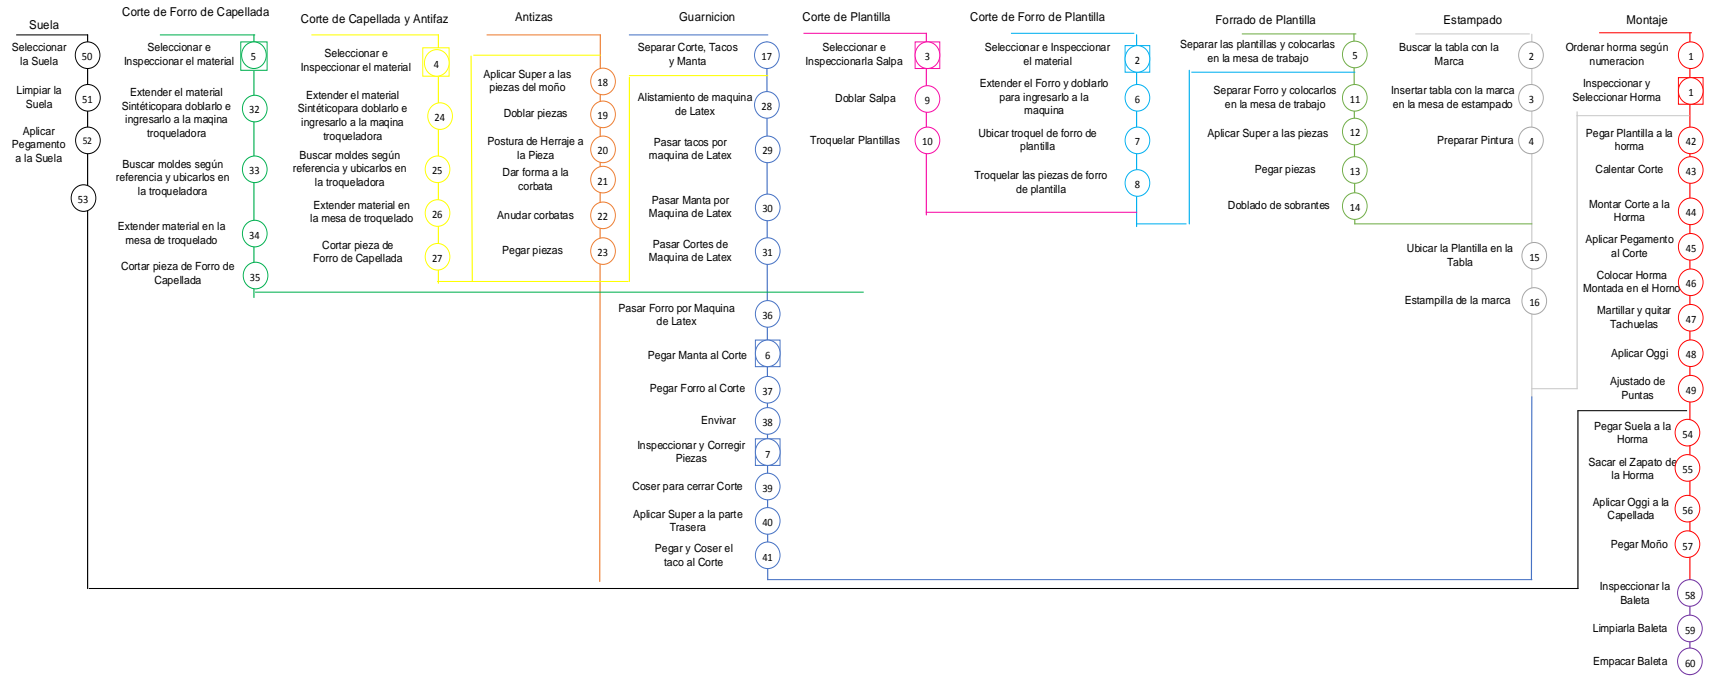 Suela
Seleccionar
la Suela
50
Limpiar la
Suela
51
Aplicar
Pegamento
a la Suela
52
53
Corte de Forro de Capellada
Seleccionar e
Inspeccionar el material
5
Extender el material
Sintéticopara doblarlo e
ingresarlo a la maqina
troqueladora
32
Buscar moldes según
referencia y ubicarlos en
la troqueladora
33
Extender material en la
mesa de troquelado
34
Cortar pieza de Forro de
Capellada
35
Corte de Capellada y Antifaz
Seleccionar e
Inspeccionar el material
4
Extender el material
Sintéticopara doblarlo e
ingresarlo a la maqina
troqueladora
24
Buscar moldes según
referencia y ubicarlos en
la troqueladora
25
Extender material en
la mesa de troquelado
26
Cortar pieza de
Forro de Capellada
27
Antizas
Aplicar Super a las
piezas del moño
18
Doblar piezas
19
Postura de Herraje a
la Pieza
20
Dar forma a la
corbata
21
Anudar corbatas
22
Pegar piezas
23
Guarnicion
Separar Corte, Tacos
y Manta
17
Alistamiento de maquina
de Latex
28
Pasar tacos por
maquina de Latex
29
Pasar Manta por
Maquina de Latex
30
Pasar Cortes de
Maquina de Latex
31
Pasar Forro por Maquina
de Latex
36
Pegar Manta al Corte
6
Pegar Forro al Corte
37
Envivar
38
Inspeccionar y Corregir
Piezas
7
Coser para cerrar Corte
39
Aplicar Super a la parte
Trasera
40
Pegar y Coser el
taco al Corte
41
Corte de Plantilla
Seleccionar e
Inspeccionarla Salpa
3
Doblar Salpa
9
Troquelar Plantillas
10
Corte de Forro de Plantilla
Seleccionar e Inspeccionar
el material
2
Extender el Forro y doblarlo
para ingresarlo a la
maquina
6
Ubicar troquel de forro de
plantilla
7
Troquelar las piezas de forro
de plantilla
8
Forrado de Plantilla
Separar las plantillas y colocarlas
en la mesa de trabajo
5
Separar Forro y colocarlos
en la mesa de trabajo
11
Aplicar Super a las piezas
12
Pegar piezas
13
Doblado de sobrantes
14
Estampado
Buscar la tabla con la
Marca
2
Insertar tabla con la marca
en la mesa de estampado
3
Preparar Pintura
4
Ubicar la Plantilla en la
Tabla
15
Estampilla de la marca
16
Montaje
Ordenar horma según
numeracion
1
Inspeccionar y
Seleccionar Horma
1
Pegar Plantilla a la
horma
42
Calentar Corte
43
Montar Corte a la
Horma
44
Aplicar Pegamento
al Corte
45
Colocar Horma
Montada en el Horno
46
Martillar y quitar
Tachuelas
47
Aplicar Oggi
48
Ajustado de
Puntas
49
Pegar Suela a la
Horma
54
Sacar el Zapato de
la Horma
55
Aplicar Oggi a la
Capellada
56
Pegar Moño
57
Inspeccionar la
Baleta
58
Limpiarla Baleta
59
Empacar Baleta
60